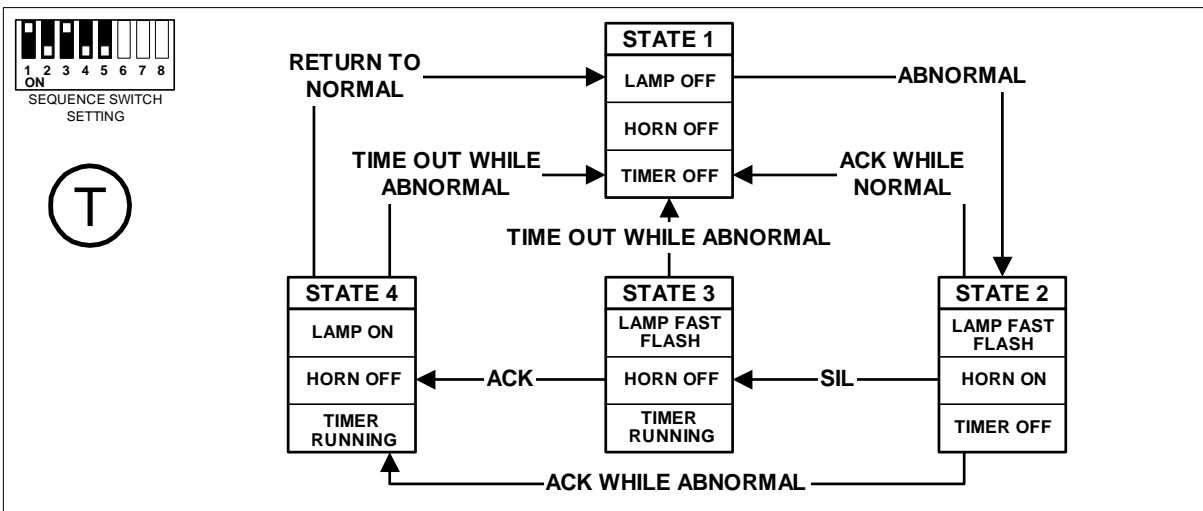 1 2 3 4 5 6 7 8
ON
SEQUENCE SWITCH
SETTING
T
RETURN TO
NORMAL
STATE 1
LAMP OFF
HORN OFF
TIMER OFF
ABNORMAL
TIME OUT WHILE
ABNORMAL
ACK WHILE
NORMAL
TIME OUT WHILE ABNORMAL
STATE 4
LAMP ON
HORN OFF
TIMER
RUNNING
ACK
STATE 3
LAMP FAST
FLASH
HORN OFF
TIMER
RUNNING
SIL
STATE 2
LAMP FAST
FLASH
HORN ON
TIMER OFF
ACK WHILE ABNORMAL